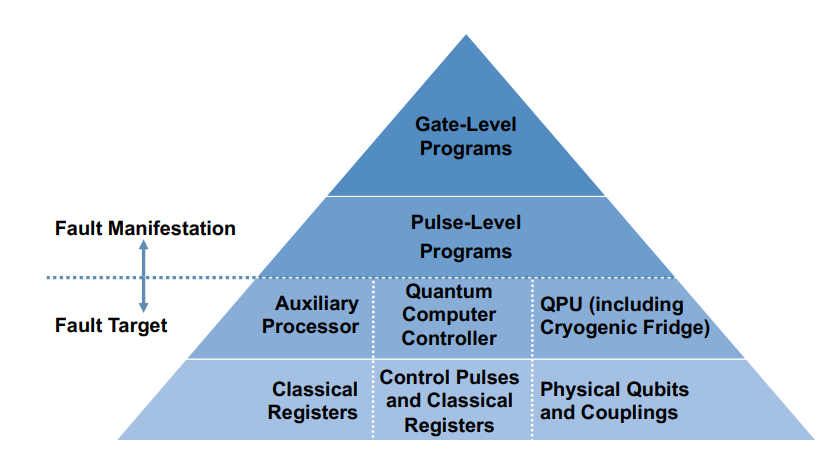 Gate-Level
Programs
Fault Manifestation
Pulse-Level
Programs
Fault Target
Auxiliary
Processor
Quantum
Computer
Controller
QPU (including
Cryogenic Fridge)
Classical
Registers
Control Pulses
and Classical
Registers
Physical Qubits
and Couplings